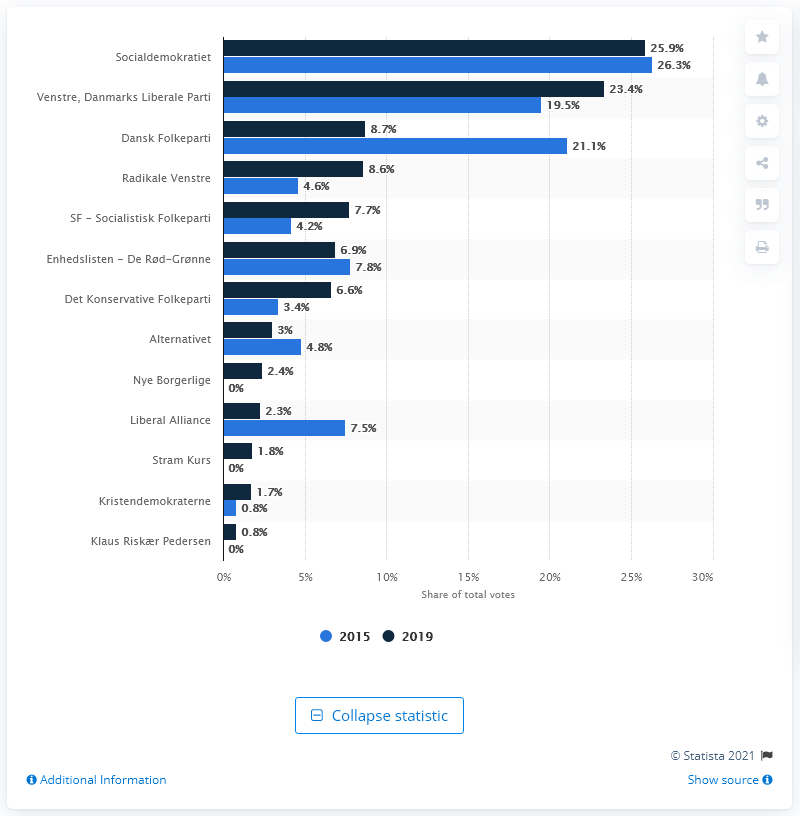 Socialdemokratiet 25.9%
26.3%
Venstre, Danmarks Liberale Parti 23.4%
19.5%
Dansk Folkeparti 8.7%
21.1%
Radikale Venstre 8.6%
4.6%
SF – Socialistisk Folkeparti 7.7%
4.2%
Enhedslisten – De Rød-Grønne 6.9%
7.8%
Det Konservative Folkeparti 6.6%
3.4%
Alternativet 3%
4.8%
Nye Borgerlige 2.4%
0%
Liberal Alliance 2.3%
7.5%
Stram Kurs 1.8%
0%
Kristendemokraterne 1.7%
0.8%
Klaus Riskær Pedersen 0.8%
0%
0% 5% 10% 15% 20% 25% 30%
Share of total votes
2015 2019
Collapse statistic
© Statista 2021
Additional Information Show source